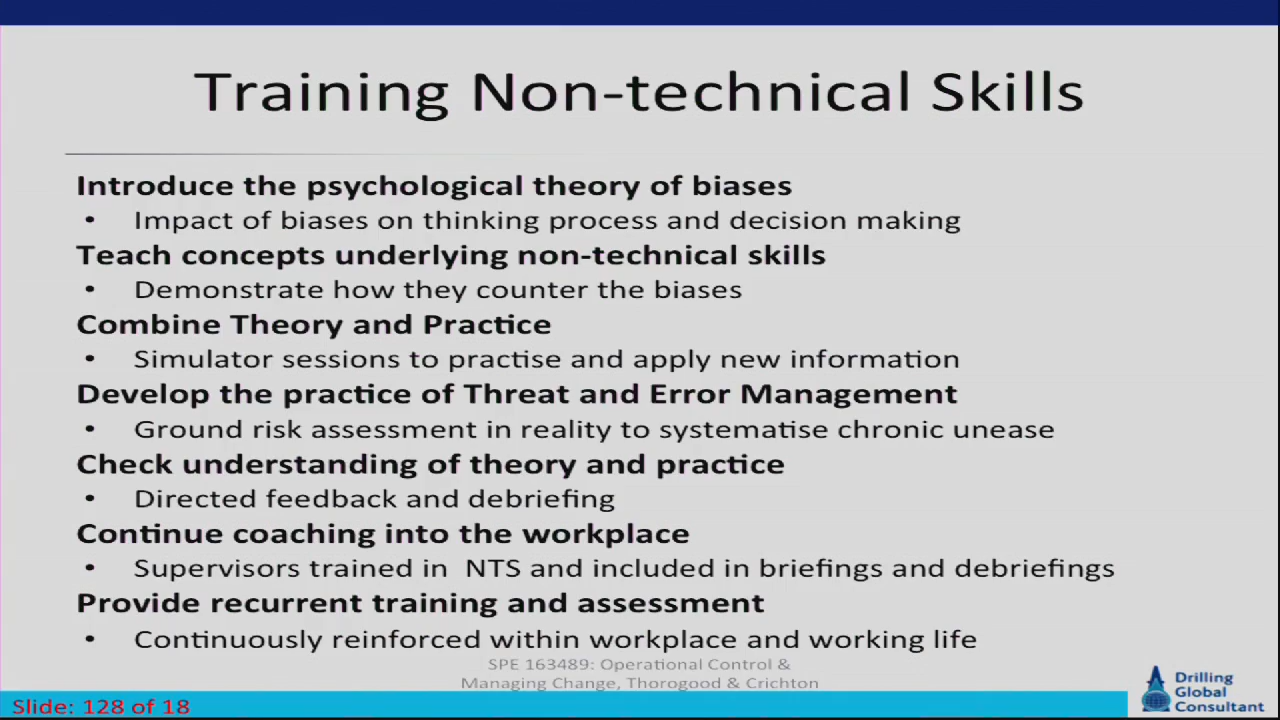 Training Non-technical Skills
Introduce the psychological theory of biases
• Impact of biases on thinking process and decision making
Teach concepts underlying non-technical skills
• Demonstrate how they counter the biases
Combine Theory and Practice
• Simulator sessions to practise and apply new information
Develop the practice of Threat and Error Management
• Ground risk assessment in reality to systematise chronic unease
Check understanding of theory and practice
• Directed feedback and debriefing
Continue coaching into the workplace
• Supervisors trained in NTS and included in briefings and debriefings
Provide recurrent training and assessment
• Continuously reinforced within workplace and working life
SPE 163489: Operational Control &
Managing Change, Thorogood & Crichton
Slide: 128 of 18
Drilling
Global
Consultant